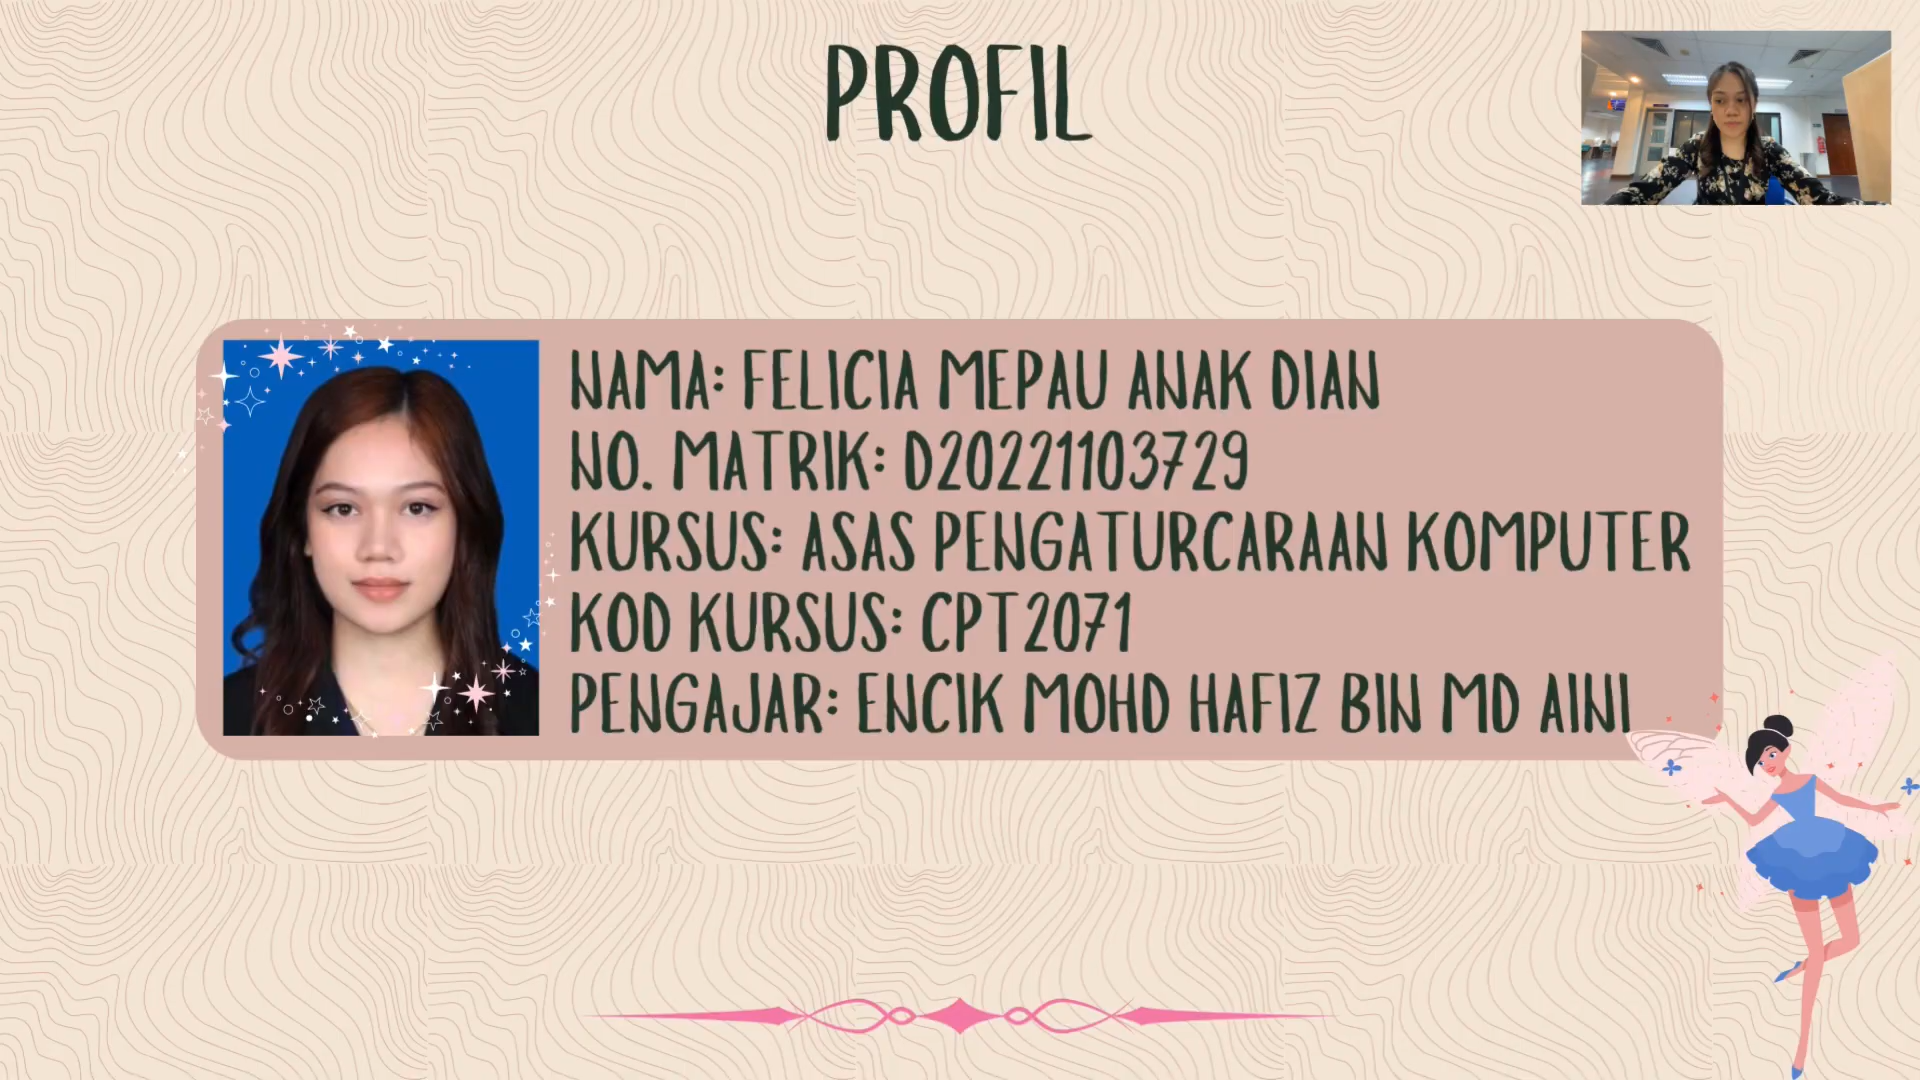 PROFIL
NAMA: FELICIA MEPAU ANAK DIAN
NO. MATRIK: D20221103729
KURSUS: ASAS PENGATURCARAAN KOMPUTER
KOD KURSUS: CPT2071
PENGAJAR: ENCIK MOHD HAFIZ BIN MD AINI